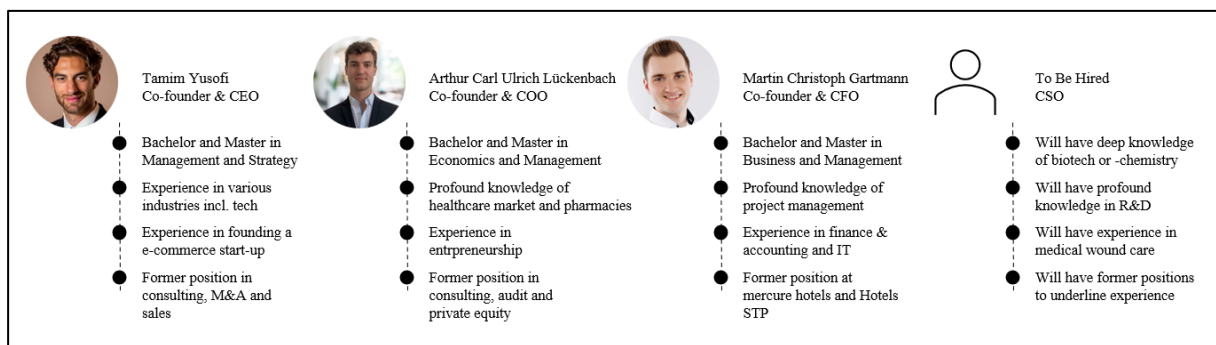 Tamim Yusofi
Co-founder & CEO
Bachelor and Master in
Management and Strategy
Experience in various
industries incl. tech
Experience in founding a
e-commerce start-up
Former position in
consulting, M&A and
sales
Arthur Carl Ulrich Lückenbach
Co-founder & COO
Bachelor and Master in
Economics and Management
Profound knowledge of
healthcare market and pharmacies
Experience in
entrpreneurship
Former position in
consulting, audit and
private equity
Martin Christoph Gartmann
Co-founder & CFO
Bachelor and Master in
Business and Management
Profound knowledge of
project management
Experience in finance &
accounting and IT
Former position at
mercure hotels and Hotels
STP
To Be Hired
CSO
Will have deep knowledge
of biotech or -chemistry
Will have profound
knowledge in R&D
Will have experience in
medical wound care
Will have former positions
to underline experience